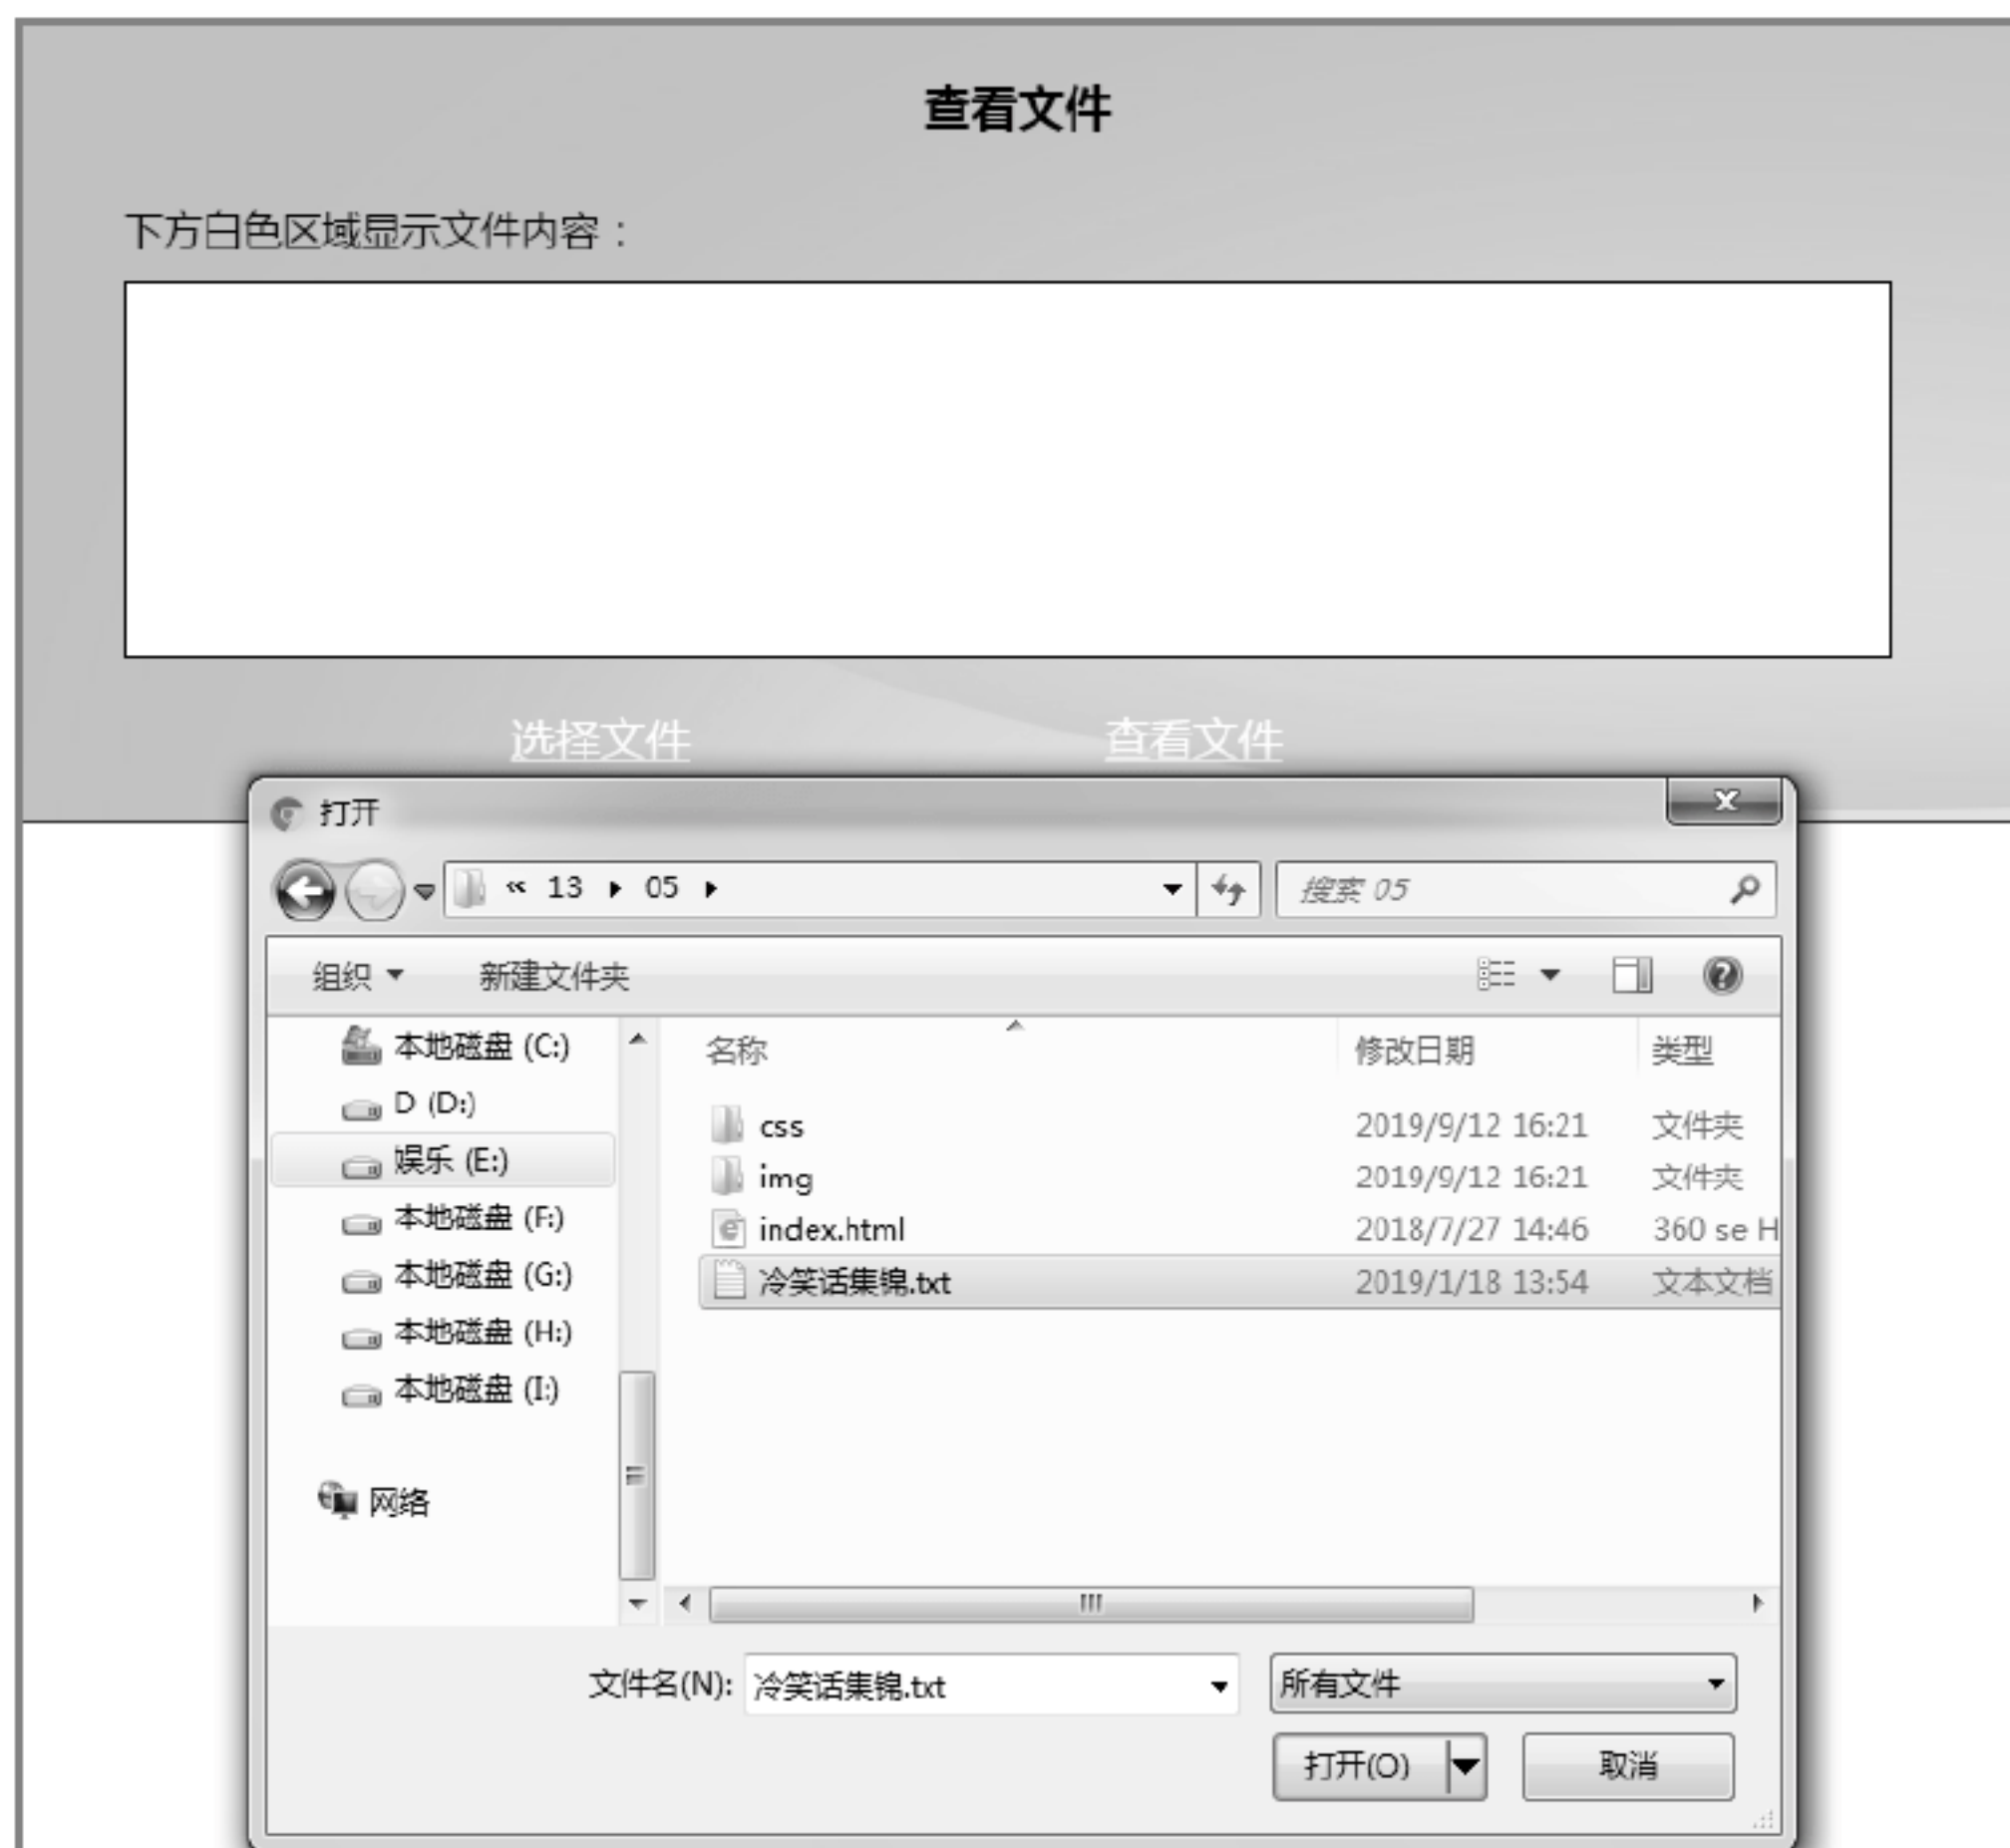 查看文件
下方白色区域显示文件内容：
选择文件 查看文件
打开
« 13 ▸ 05 ▸ 搜索 05
组织 新建文件夹
名称 修改日期 类型
本地磁盘 (C:)
D (D:)
娱乐 (E:)
本地磁盘 (F:)
本地磁盘 (G:)
本地磁盘 (H:)
本地磁盘 (I:)
网络
css 2019/9/12 16:21 文件夹
img 2019/9/12 16:21 文件夹
index.html 2018/7/27 14:46 360 se H
冷笑话集锦.txt 2019/1/18 13:54 文本文档
文件名(N): 冷笑话集锦.txt 所有文件
打开(O) 取消